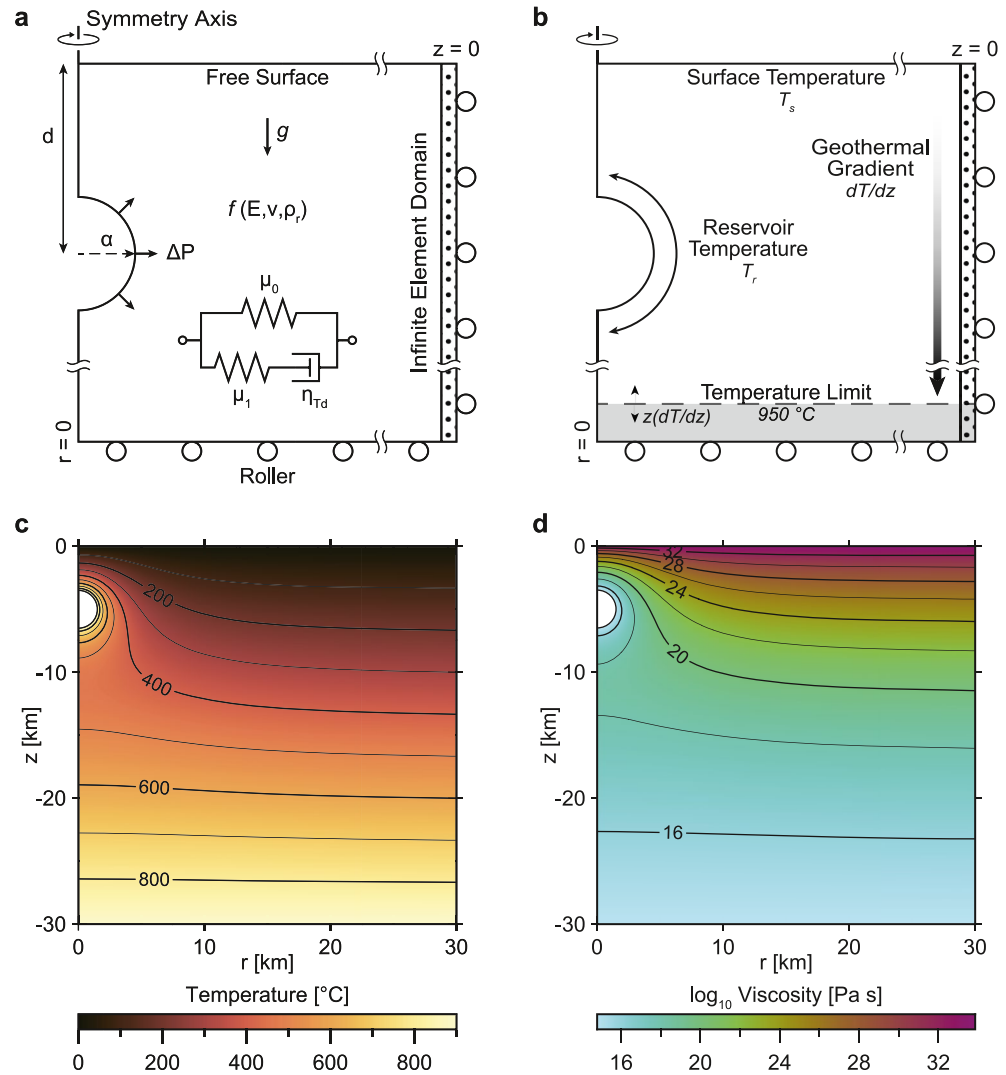 a
Symmetry Axis
z = 0
Free Surface
d
g
f (E,ν,ρr)
α
ΔP
μ0
μ1
ηTd
Infinite Element Domain
r = 0
Roller
b
z = 0
Surface Temperature
Ts
Geothermal
Gradient
dT/dz
Reservoir
Temperature
Tr
Temperature Limit
z(dT/dz)
950 °C
r = 0
c
0
-10
-20
-30
z [km]
200
400
600
800
0
10
20
30
r [km]
Temperature [°C]
0
200
400
600
800
d
0
-10
-20
-30
z [km]
32
28
24
20
16
0
10
20
30
r [km]
log10 Viscosity [Pa s]
16
20
24
28
32